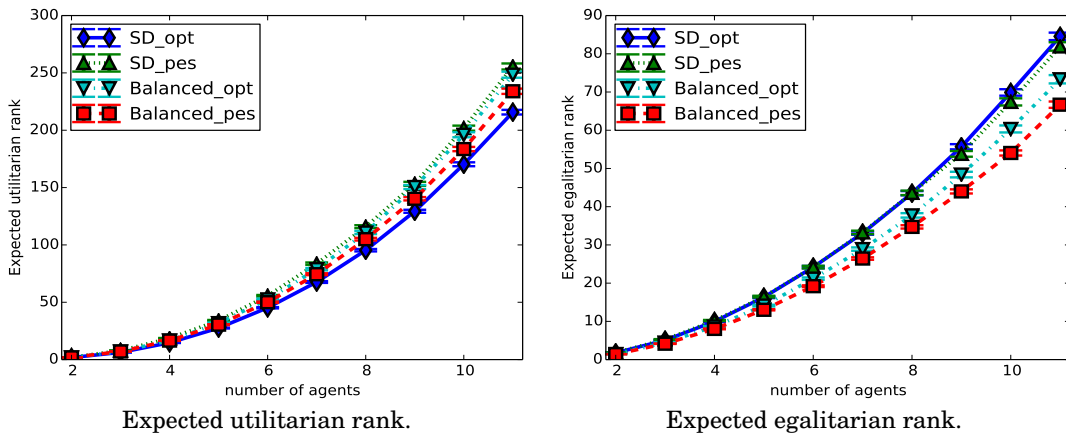 300
250
200
150
100
50
0
Expected utilitarian rank
SD_opt
SD_pes
Balanced_opt
Balanced_pes
2 4 6 8 10
number of agents
Expected utilitarian rank.
90
80
70
60
50
40
30
20
10
0
Expected egalitarian rank
SD_opt
SD_pes
Balanced_opt
Balanced_pes
2 4 6 8 10
number of agents
Expected egalitarian rank.